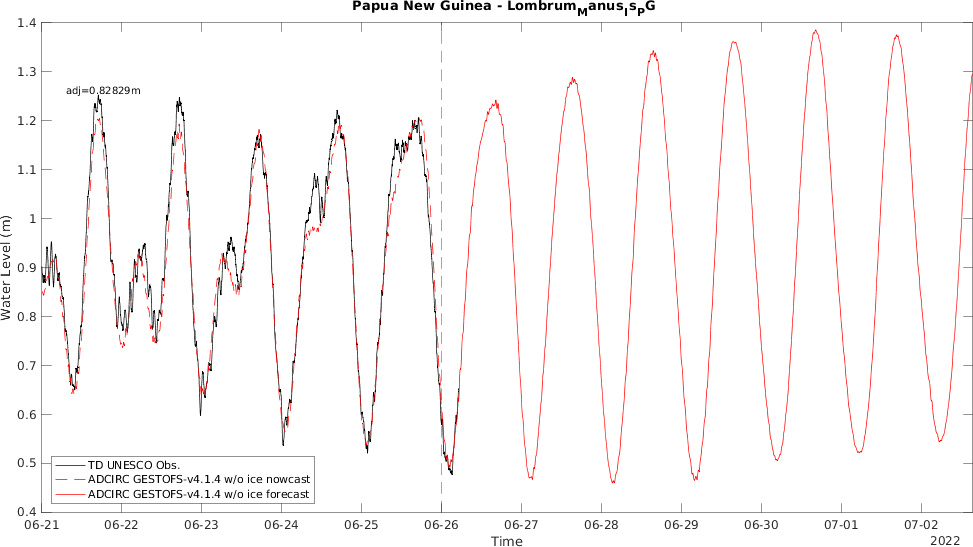 Papua New Guinea - LombrumManusIsPG
1.4
adj=0.82829m
1.3
1.2
1.1
1
0.9
0.8
0.7
0.6
0.5
0.4
Water Level (m)
TD UNESCO Obs.
ADCIRC GESTOFS-v4.1.4 w/o ice nowcast
ADCIRC GESTOFS-v4.1.4 w/o ice forecast
06-21 06-22 06-23 06-24 06-25 06-26 06-27 06-28 06-29 06-30 07-01 07-02
Time
2022